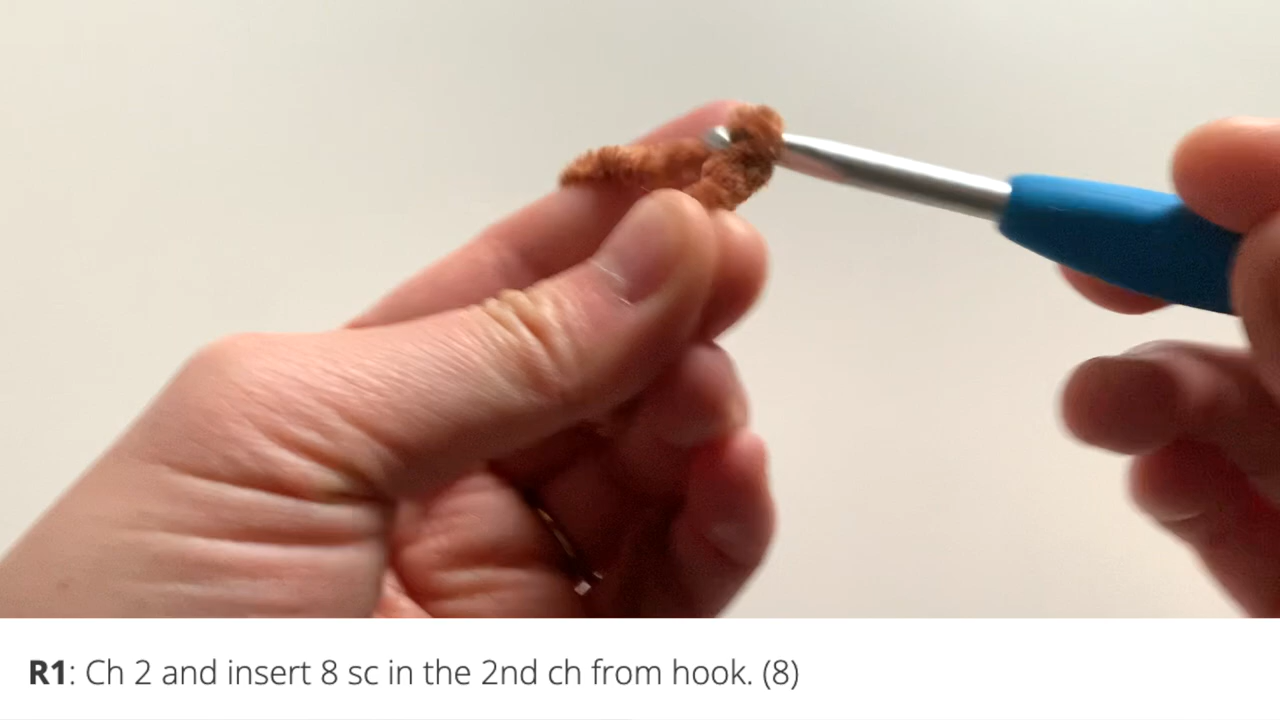 R1: Ch 2 and insert 8 sc in the 2nd ch from hook. (8)